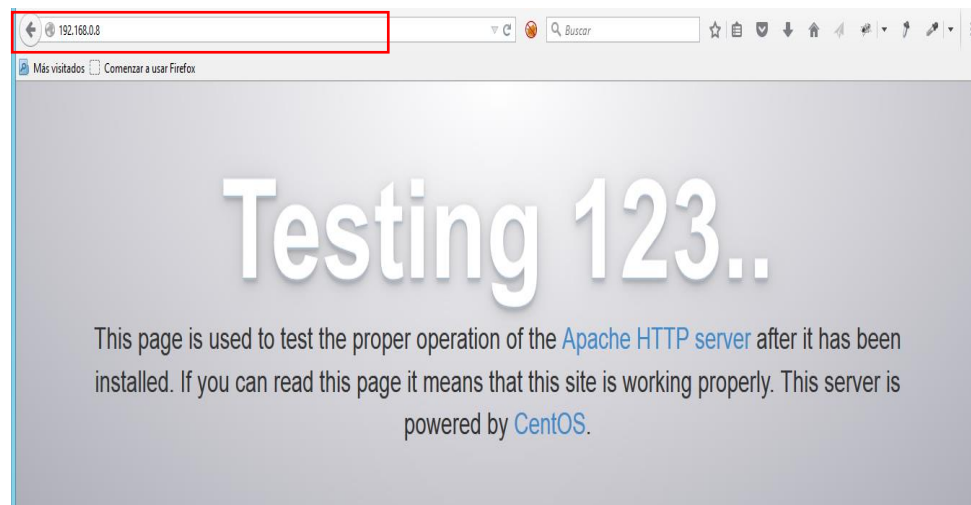 192.168.0.8
Buscar
Más visitados Comenzar a usar Firefox
Testing 123..
This page is used to test the proper operation of the Apache HTTP server after it has been
installed. If you can read this page it means that this site is working properly. This server is
powered by CentOS.